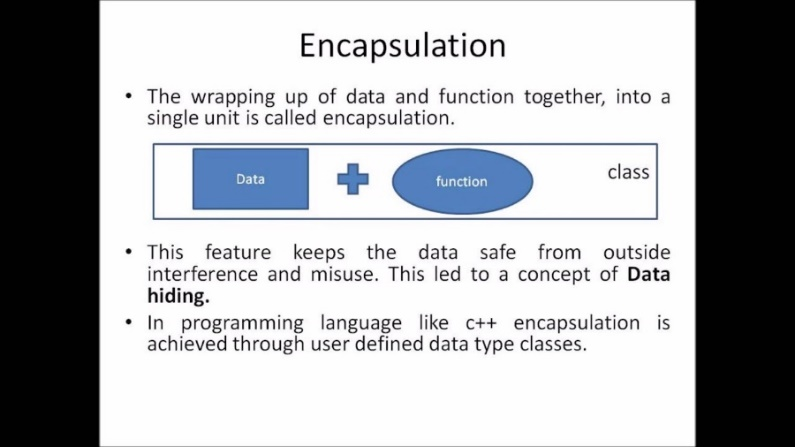 Encapsulation
• The wrapping up of data and function together, into a
single unit is called encapsulation.
Data
function
class
• This feature keeps the data safe from outside
interference and misuse. This led to a concept of Data
hiding.
• In programming language like c++ encapsulation is
achieved through user defined data type classes.